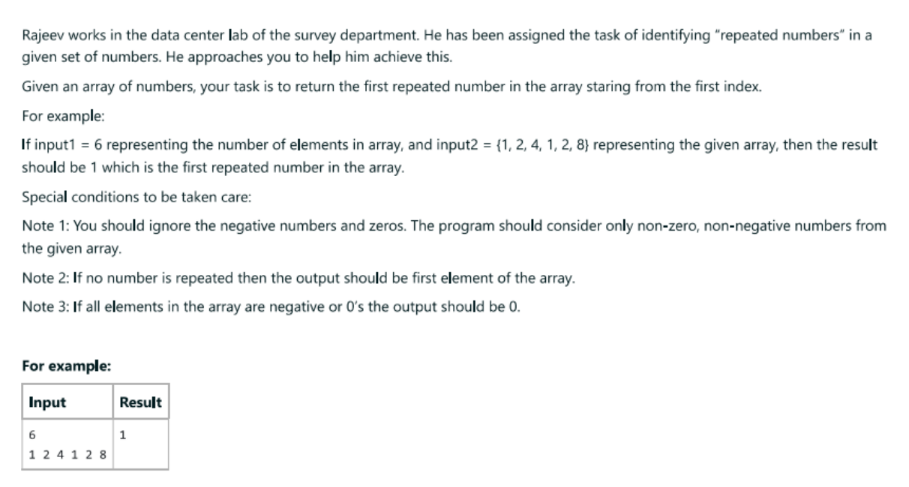 Rajeev works in the data center lab of the survey department. He has been assigned the task of identifying "repeated numbers" in a
given set of numbers. He approaches you to help him achieve this.
Given an array of numbers, your task is to return the first repeated number in the array staring from the first index.
For example:
If input1 = 6 representing the number of elements in array, and input2 = {1, 2, 4, 1, 2, 8} representing the given array, then the result
should be 1 which is the first repeated number in the array.
Special conditions to be taken care:
Note 1: You should ignore the negative numbers and zeros. The program should consider only non-zero, non-negative numbers from
the given array.
Note 2: If no number is repeated then the output should be first element of the array.
Note 3: If all elements in the array are negative or 0's the output should be 0.
For example:
Input Result
6 1
1 2 4 1 2 8